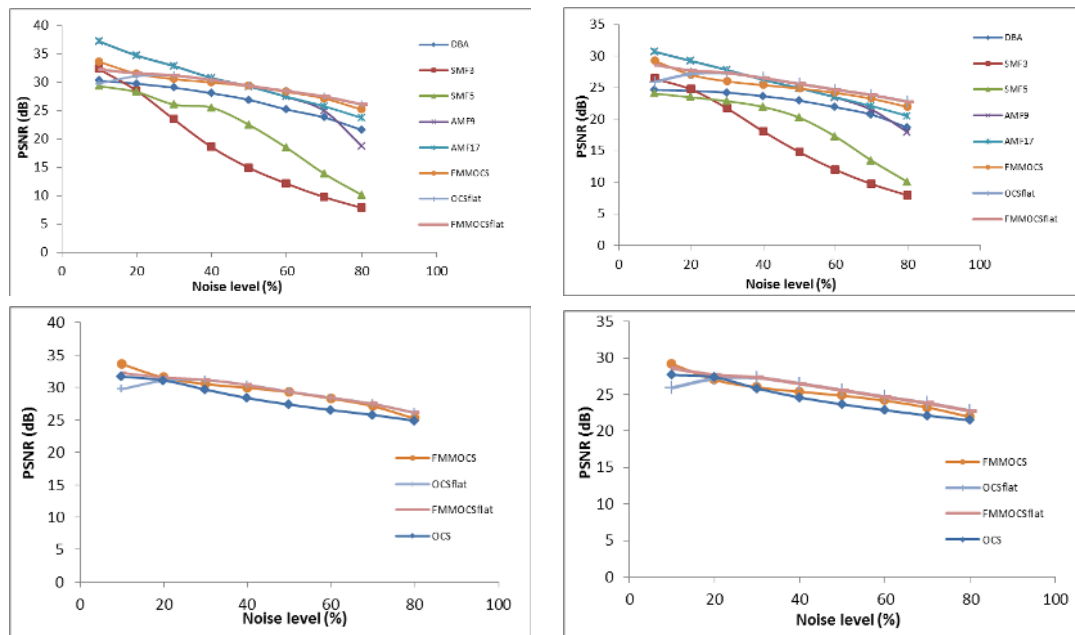 40
35
30
25
20
15
10
5
0
PSNR (dB)
0
20
40
60
80
100
Noise level (%)
DBA
SMF3
SMF5
AMF9
AMF17
FMMOCS
OCSflat
FMMOCSflat
35
30
25
20
15
10
5
0
PSNR (dB)
0
20
40
60
80
100
Noise level (%)
DBA
SMF3
SMF5
AMF9
AMF17
FMMOCS
OCSflat
FMMOCSflat
40
35
30
25
20
15
10
5
0
PSNR (dB)
0
20
40
60
80
100
Noise level (%)
FMMOCS
OCSflat
FMMOCSflat
OCS
35
30
25
20
15
10
5
0
PSNR (dB)
0
20
40
60
80
100
Noise level (%)
FMMOCS
OCSflat
FMMOCSflat
OCS